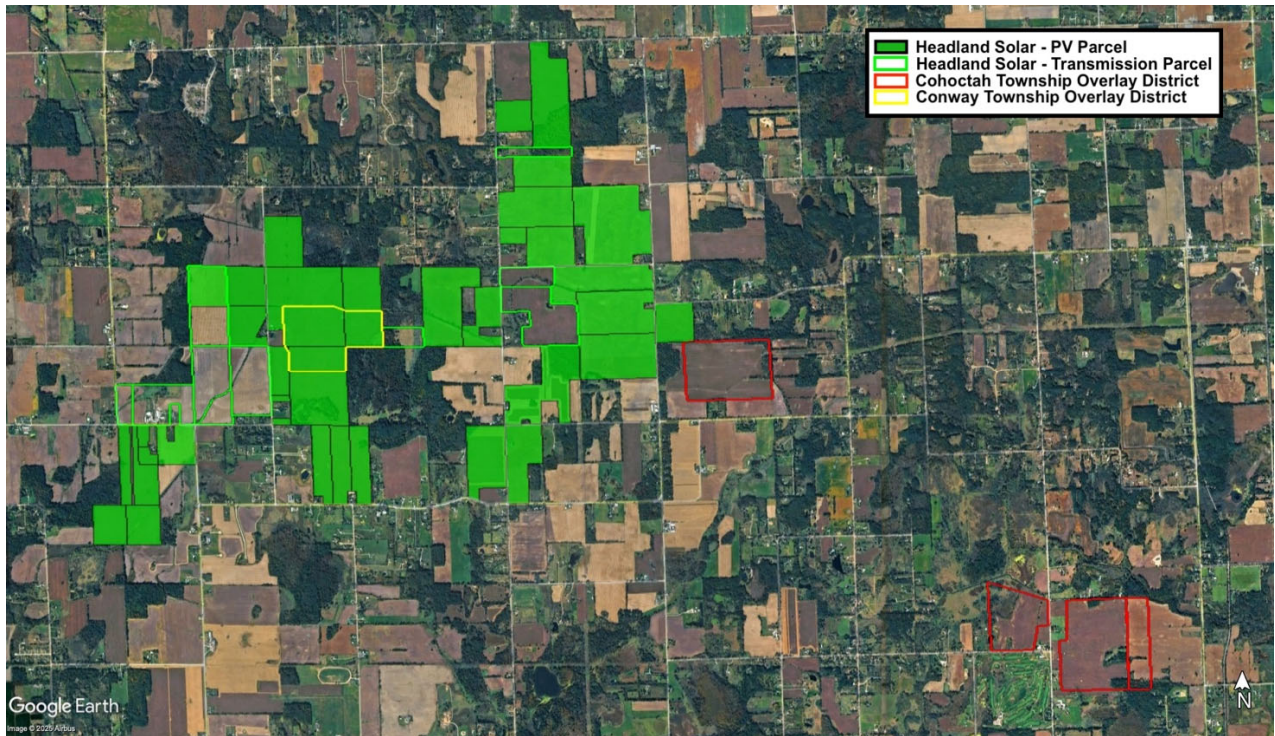 Headland Solar - PV Parcel
Headland Solar - Transmission Parcel
Cohoctah Township Overlay District
Conway Township Overlay District
Google Earth
Image © 2025 Airbus
N